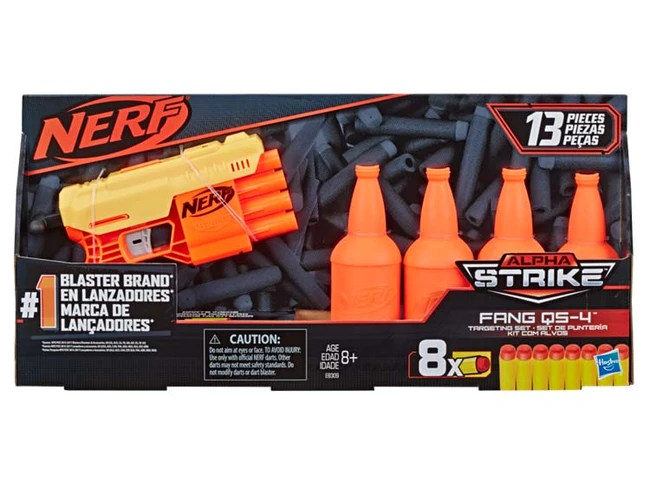 NERF
13 PIECES
PIEZAS
PEÇAS
NERF
#1 BLASTER BRAND*
EN LANZADORES*
MARCA DE
LANÇADORES*
ALPHA
STRIKE
FANG QS-4™
TARGETING SET • SET DE PUNTERÍA
KIT COM ALVOS
CAUTION:
Do not aim at eyes or face. TO AVOID INJURY:
Use only with official NERF darts. Other
darts may not meet safety standards. Do
not modify darts or dart blaster.
AGE
EDAD
IDADE
8+
E8309
8x
Hasbro